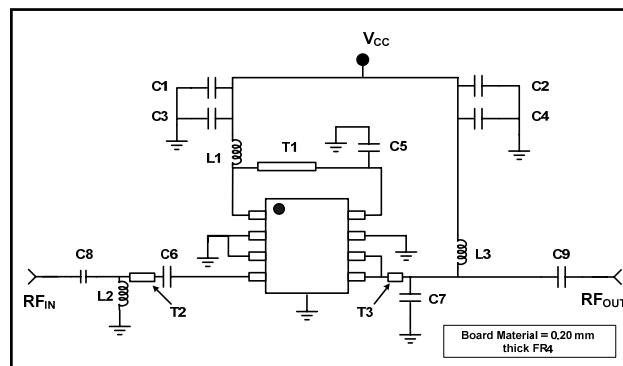 VCC
C1
C2
C3
C4
T1
C5
L1
C8
C6
L3
C9
L2
RFIN
T2
T3
C7
RFOUT
Board Material = 0.20 mm
thick FR4